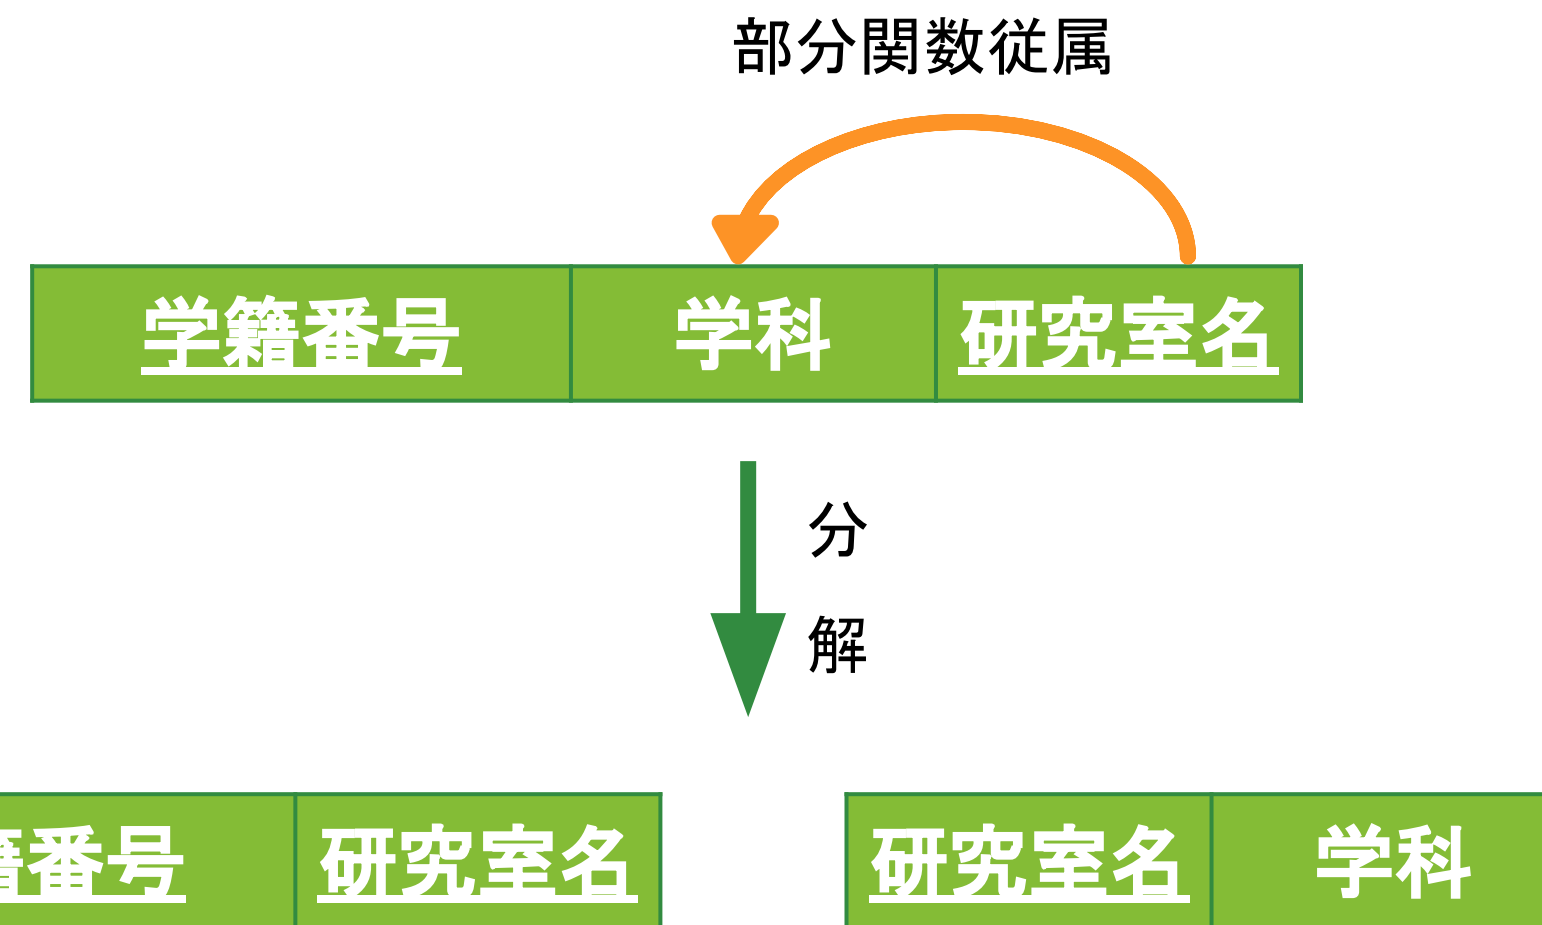 部分関数従属
学籍番号 学科 研究室名
分
解
籍番号 研究室名 研究室名 学科